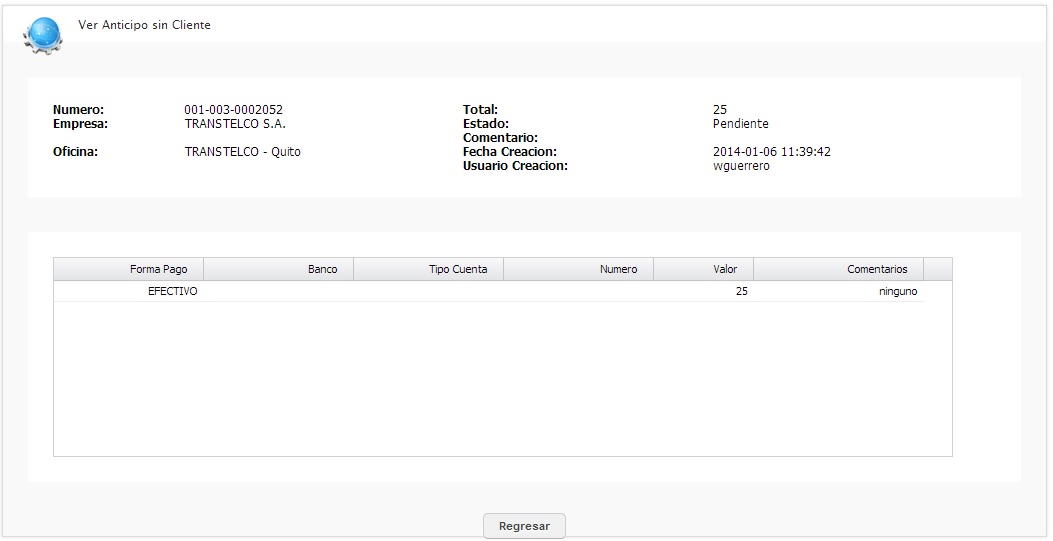 Ver Anticipo sin Cliente
Numero: 001-003-0002052 Total: 25
Empresa: TRANSTELCO S.A. Estado: Pendiente
Comentario:
Oficina: TRANSTELCO - Quito Fecha Creacion: 2014-01-06 11:39:42
Usuario Creacion: wguerrero
Forma Pago Banco Tipo Cuenta Numero Valor Comentarios
EFECTIVO 25 ninguno
Regresar